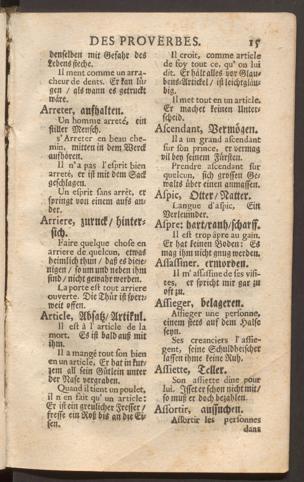 DES PROVERBES. 15
denselben mit Gefahr des
Lebens steche.
Il ment comme un arra-
cheur de dents. Er kan lü-
gen / als wann es getruckt
wäre.
Arreter, anhalten.
Un homme arreté, ein
stiller Mensch.
s'Arreter en beau che-
min, mitten in dem Werck
aufhören.
Il n'a pas l'esprit bien
arreté, er ist mit dem Sack
geschlagen.
Un esprit sans arrêt, er
springt von einem aufs an-
der.
Arriere, zurnck / hinter-
sich.
Faire quelque chose en
arriere de quelcun, etwas
heimlich thun / daß es dieje-
nigen / so um und neben ihm
sind / nicht gewahr werden.
La porte est tout arriere
ouverte. Die Thür ist sperr-
weit offen.
Article, Absatz / Artikul.
Il est à l'article de la
mort. Es ist bald auß mit
ihm.
Il a mangé tout son bien
en un article. Er hat in kur-
zem all sein Gütlein unter
der Nase vergraben.
Quand il tient un poulet,
il n'en fait qu'un article:
Er ist ein greulicher Fresser /
fresse ein Roß bis an die Ey-
sen.
Il croit, comme article
de foy tout ce, qu'on lui
dit. Er hält alles vor Glau-
bens-Artikel / ist leichtgläu-
big.
Il met tout en un article.
Er machet keinen Unter-
scheid.
Ascendant, Vermögen.
Il a un grand ascendant
sur son prince, er vermag
viel bey seinem Fürsten.
Prendre ascendant sur
quelcun, sich grossen Ge-
walts über einen anmassen.
Aspic, Otter / Natter.
Langue d'aspic, Ein
Verleumder.
Aspre; hart / rauh / scharff.
Il est trop âpre au gain.
Er hat keinen Boden: Es
mag ihm nicht gnug werden.
Assassiner, ermorden.
Il m'assassine de ses visi-
tes, er spricht mir gar zu
oft zu.
Assieger, belageren.
Assieger une personne,
einem stets auf dem Halse
seyn.
Ses creanciers l'assie-
gent, seine Schuldheischer
lassen ihme keine Ruh.
Assiette, Teller.
Son assiette dine pour
lui. Isset er schon nicht mit /
so muß er doch bezahlen.
Assortir, aussuchen.
Assortir les personnes
dans